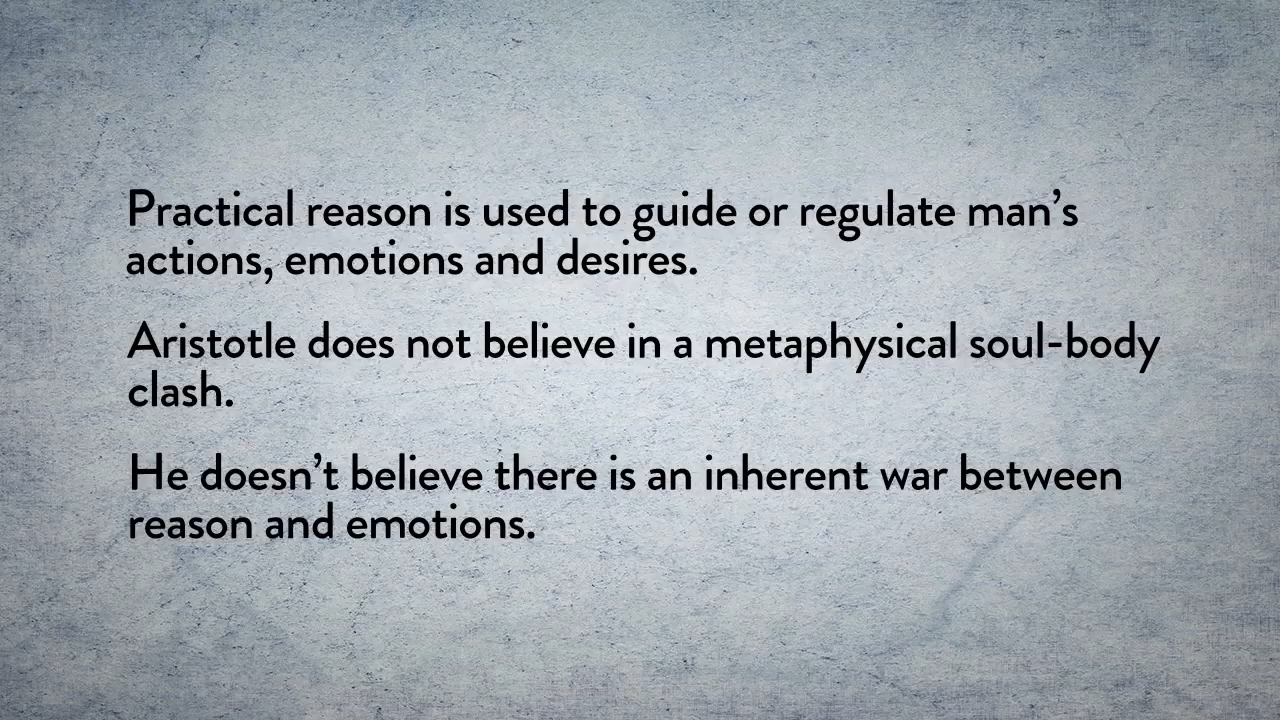 Practical reason is used to guide or regulate man’s
actions, emotions and desires.
Aristotle does not believe in a metaphysical soul-body
clash.
He doesn’t believe there is an inherent war between
reason and emotions.